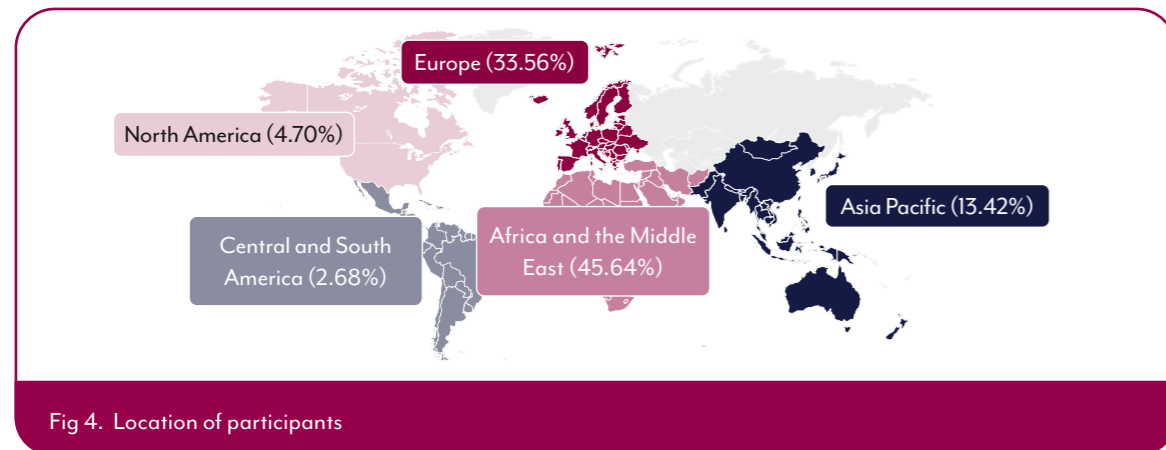 Europe (33.56%)
North America (4.70%)
Asia Pacific (13.42%)
Central and South
America (2.68%)
Africa and the Middle
East (45.64%)
Fig 4. Location of participants